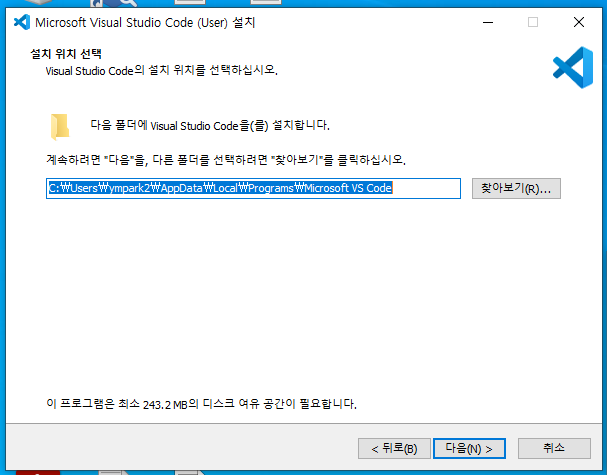 Microsoft Visual Studio Code (User) 설치
설치 위치 선택
Visual Studio Code의 설치 위치를 선택하십시오.
다음 폴더에 Visual Studio Code을(를) 설치합니다.
계속하려면 "다음"을, 다른 폴더를 선택하려면 "찾아보기"를 클릭하십시오.
C:₩Users₩ympark2₩AppData₩Local₩Programs₩Microsoft VS Code
찾아보기(R)...
이 프로그램은 최소 243.2 MB의 디스크 여유 공간이 필요합니다.
< 뒤로(B) 다음(N) > 취소